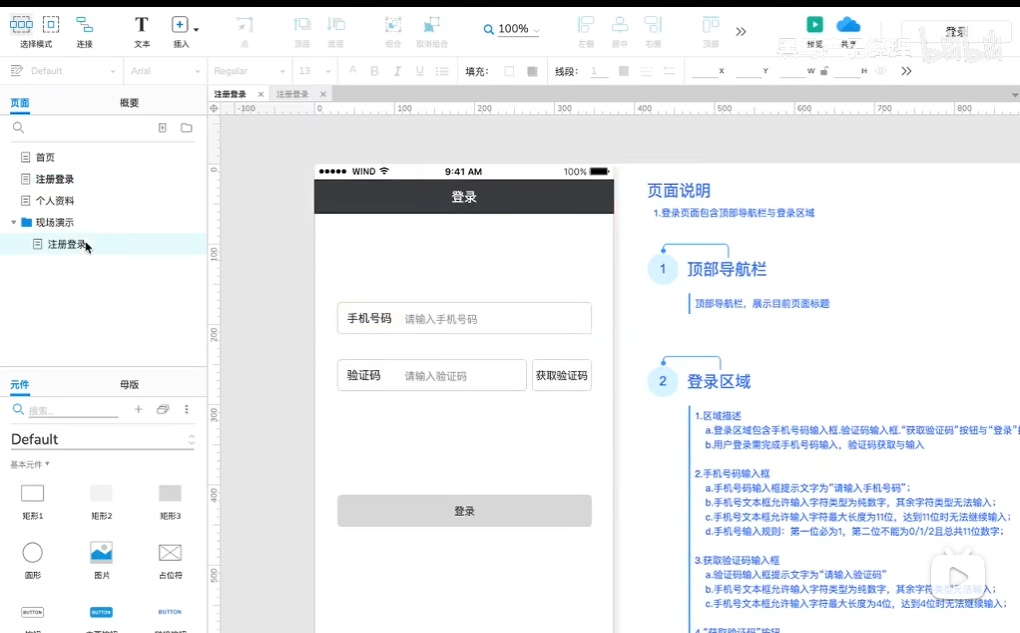 选择模式 连接 文本 插入 点 顶层 底层 组合 取消组合 100% 左侧 居中 右侧 顶部 预览 共享 登录
Default Arial Regular 13 B I U 填充: 线段: 1 X Y W H
页面 概要
注册登录 × 注册登录 ×
-100 0 100 200 300 400 500 600 700 800
首页
注册登录
个人资料
现场演示
注册登录
元件 母版
搜索...
Default
基本元件
矩形1 矩形2 矩形3
圆形 图片 占位符
BUTTON BUTTON BUTTON
0
100
200
300
400
500
WIND 9:41 AM 100%
登录
手机号码 请输入手机号码
验证码 请输入验证码 获取验证码
登录
页面说明
1.登录页面包含顶部导航栏与登录区域
1 顶部导航栏
顶部导航栏，展示目前页面标题
2 登录区域
1.区域描述
a.登录区域包含手机号码输入框.验证码输入框.“获取验证码”按钮与“登录”
b.用户登录需完成手机号码输入，验证码获取与输入
2.手机号码输入框
a.手机号码输入框提示文字为“请输入手机号码”；
b.手机号文本框允许输入字符类型为纯数字，其余字符类型无法输入；
c.手机号文本框允许输入字符最大长度为11位，达到11位时无法继续输入；
d.手机号输入规则：第一位必为1，第二位不能为0/1/2且总共11位数字；
3.获取验证码输入框
a.验证码输入框提示文字为“请输入验证码”
b.手机号文本框允许输入字符类型为纯数字，其余字符类型无法输入；
c.手机号文本框允许输入字符最大长度为4位，达到4位时无法继续输入；
4.“获取验证码”按钮